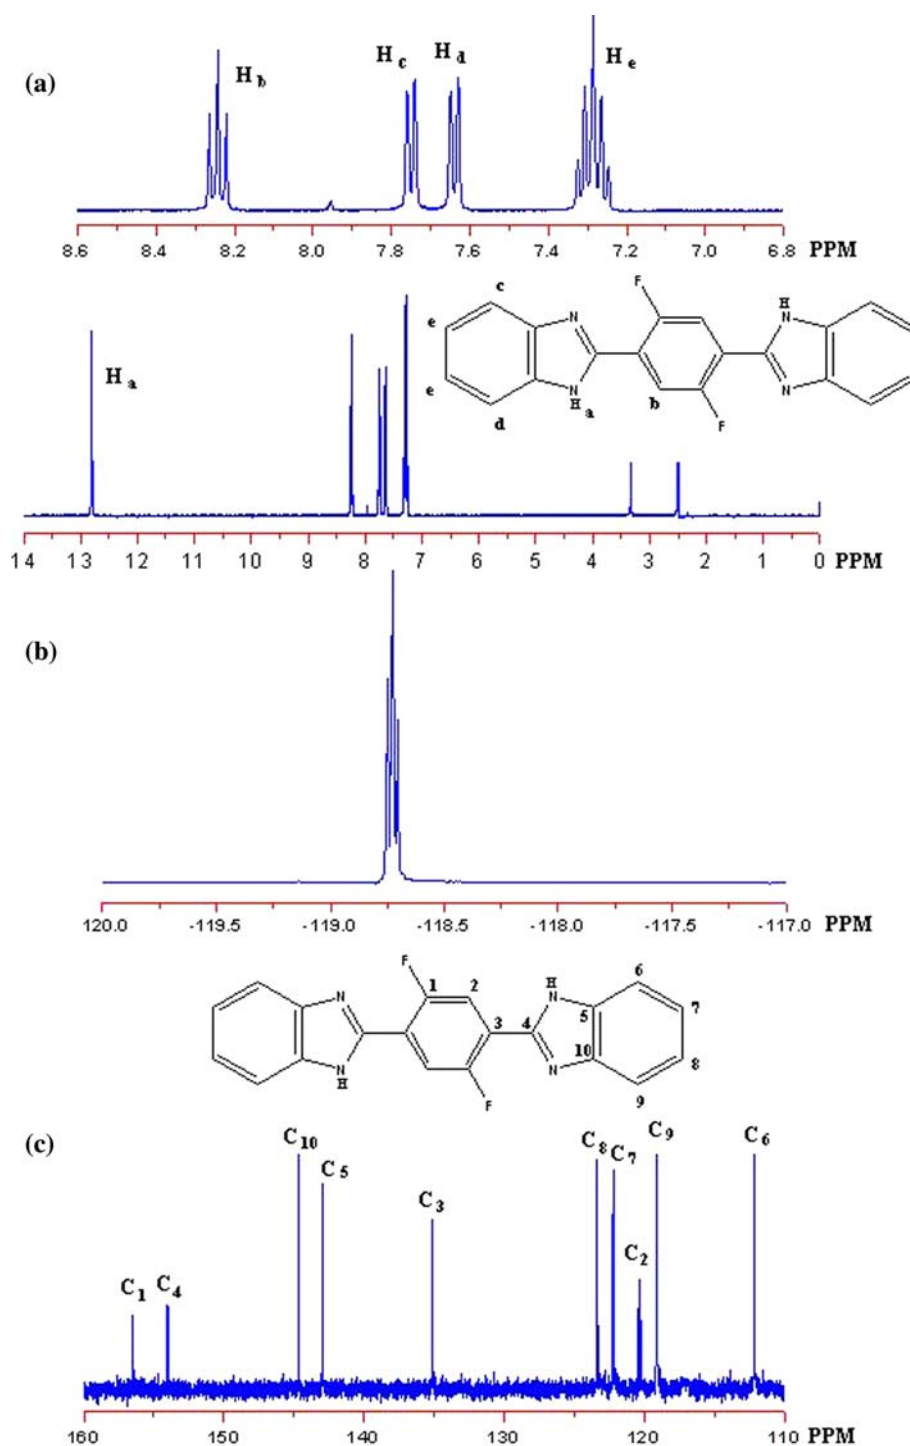 (a)
H b
H c
H d
H e
8.6 8.4 8.2 8.0 7.8 7.6 7.4 7.2 7.0 6.8 PPM
F
c
H
e
N
N
e
N
H a
b
N
d
F
H a
14 13 12 11 10 9 8 7 6 5 4 3 2 1 0 PPM
(b)
120.0 -119.5 -119.0 -118.5 -118.0 -117.5 -117.0 PPM
F
1 2
H
6
N
N
5
7
3 4
10
8
N
H
N
F
9
(c)
C 10
C 5
C 3
C 8
C 7
C 9
C 6
C 2
C 1
C 4
160 150 140 130 120 110 PPM